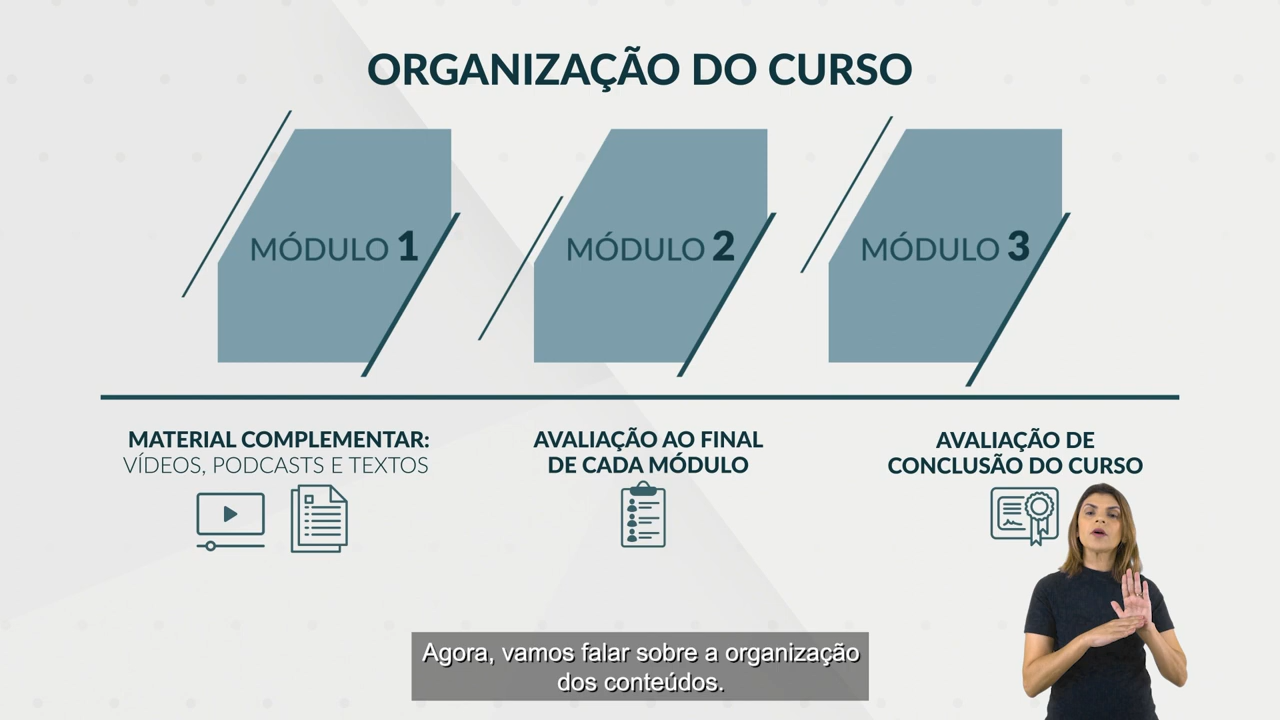 ORGANIZAÇÃO DO CURSO
MÓDULO 1
MÓDULO 2
MÓDULO 3
MATERIAL COMPLEMENTAR:
VÍDEOS, PODCASTS E TEXTOS
AVALIAÇÃO AO FINAL
DE CADA MÓDULO
AVALIAÇÃO DE
CONCLUSÃO DO CURSO
Agora, vamos falar sobre a organização
dos conteúdos.